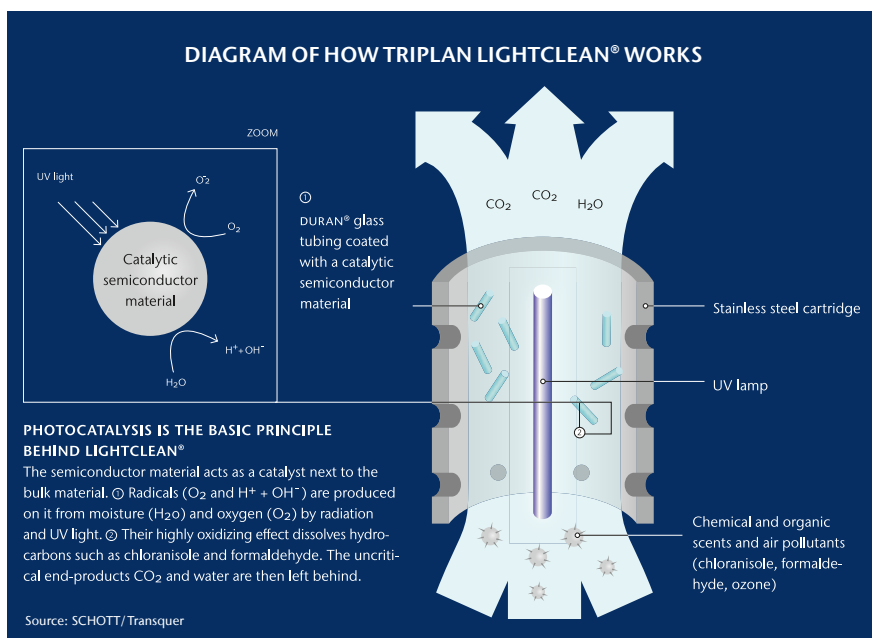 DIAGRAM OF HOW TRIPLAN LIGHTCLEAN® WORKS
ZOOM
UV light
O⁻2
O2
Catalytic
semiconductor
material
H⁺ + OH⁻
H2O
①
DURAN® glass
tubing coated
with a catalytic
semiconductor
material
CO2
CO2
H2O
Stainless steel cartridge
UV lamp
②
Chemical and organic
scents and air pollutants
(chloranisole, formalde-
hyde, ozone)
PHOTOCATALYSIS IS THE BASIC PRINCIPLE
BEHIND LIGHTCLEAN®
The semiconductor material acts as a catalyst next to the
bulk material. ① Radicals (O2 and H⁺ + OH⁻) are produced
on it from moisture (H2o) and oxygen (O2) by radiation
and UV light. ② Their highly oxidizing effect dissolves hydro-
carbons such as chloranisole and formaldehyde. The uncriti-
cal end-products CO2 and water are then left behind.
Source: SCHOTT/Transquer